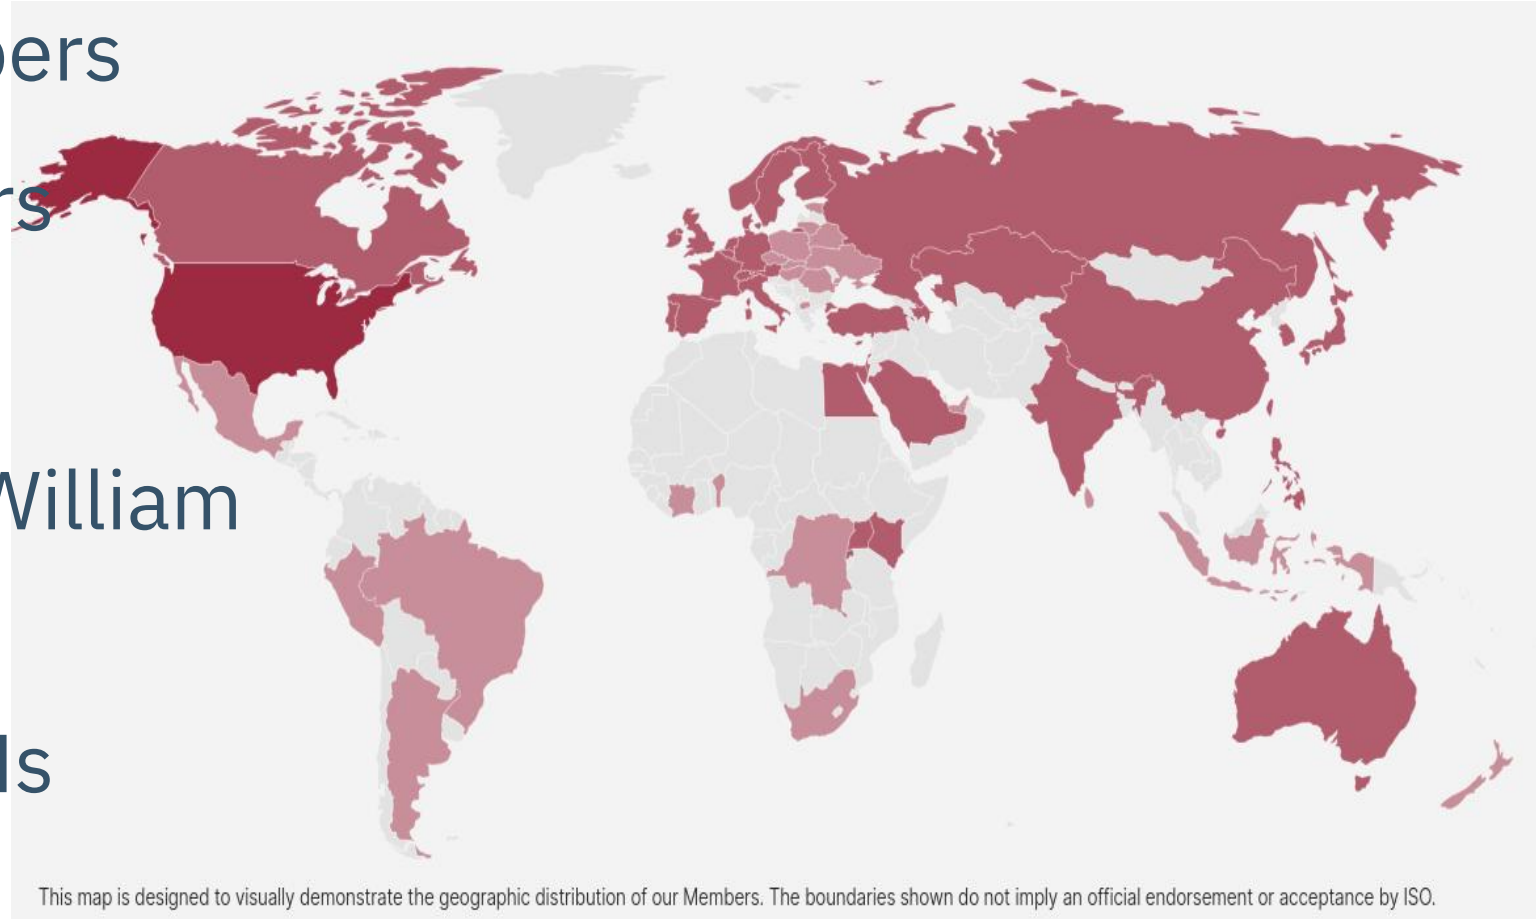 bers
rs
William
ls
This map is designed to visually demonstrate the geographic distribution of our Members. The boundaries shown do not imply an official endorsement or acceptance by ISO.